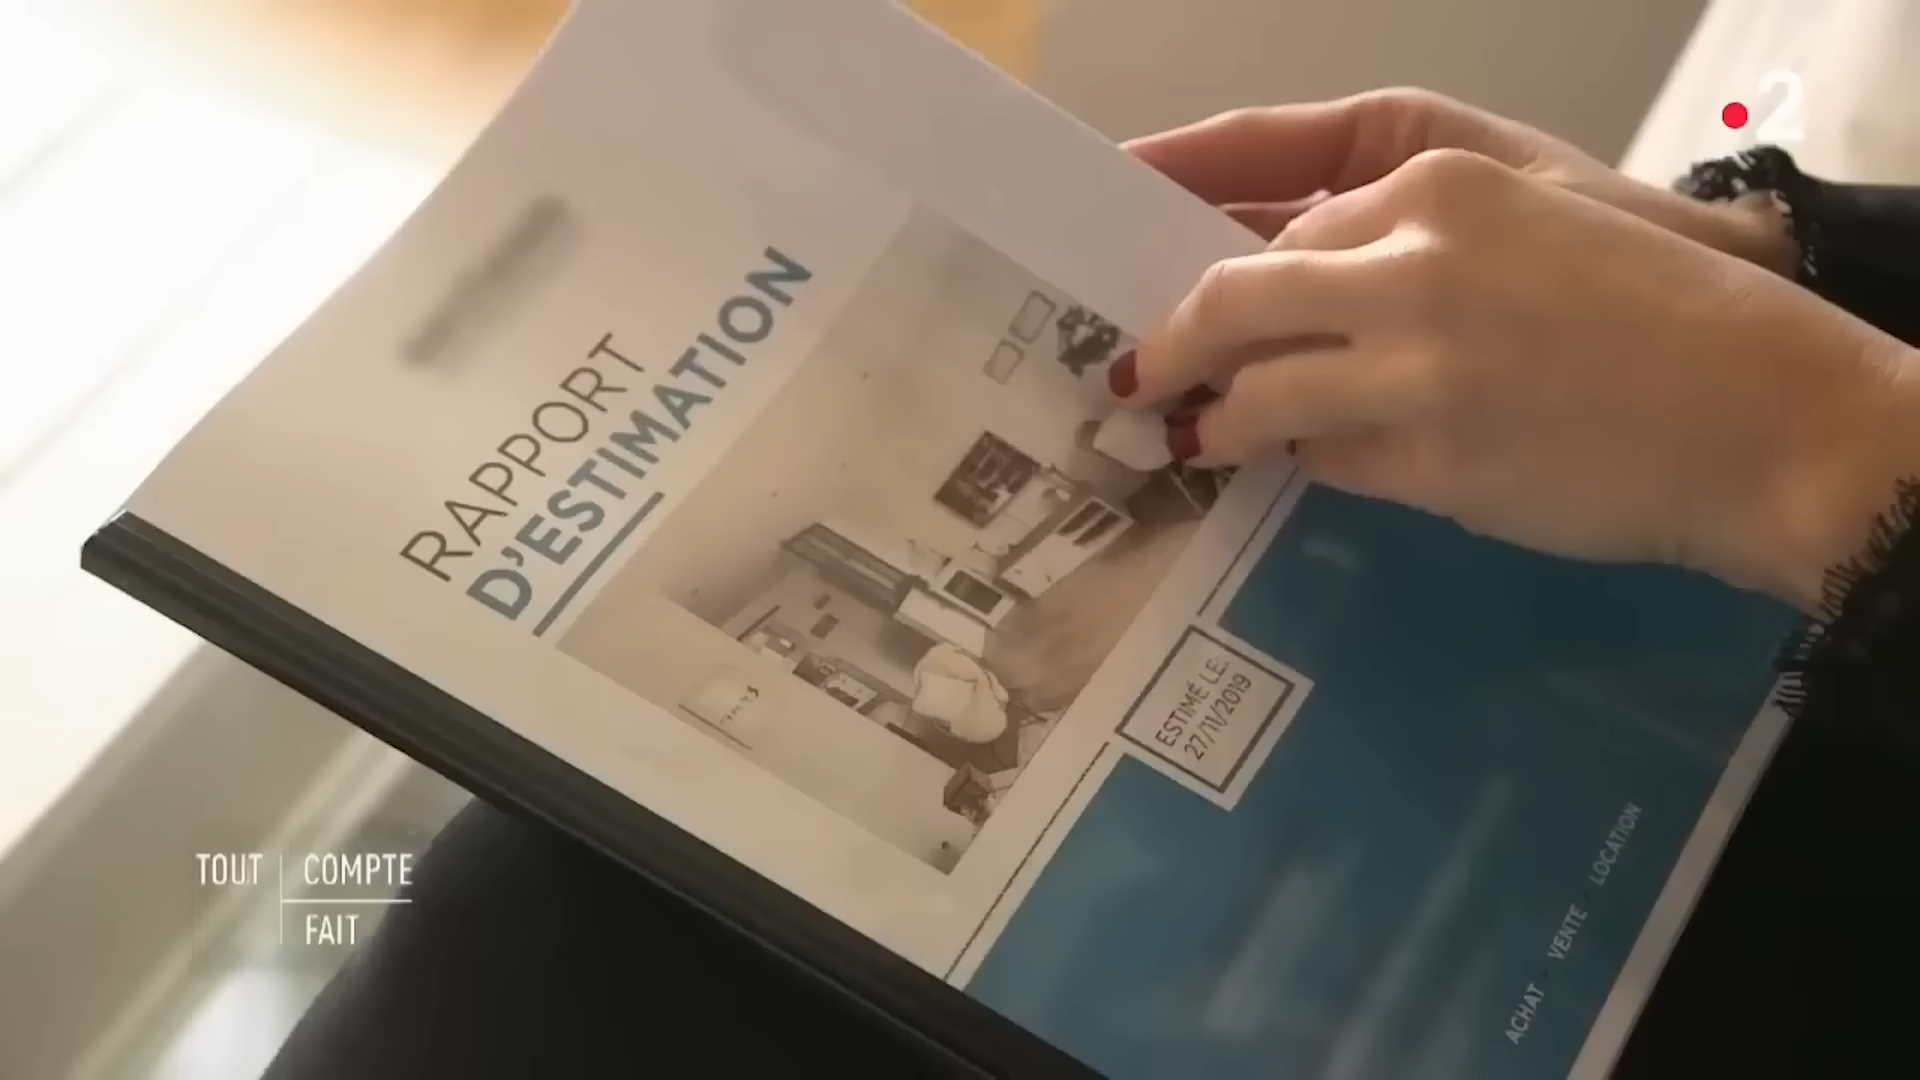 2
RAPPORT
D'ESTIMATION
ESTIMÉ LE:
27/11/2019
ACHAT · VENTE · LOCATION
TOUT COMPTE
FAIT